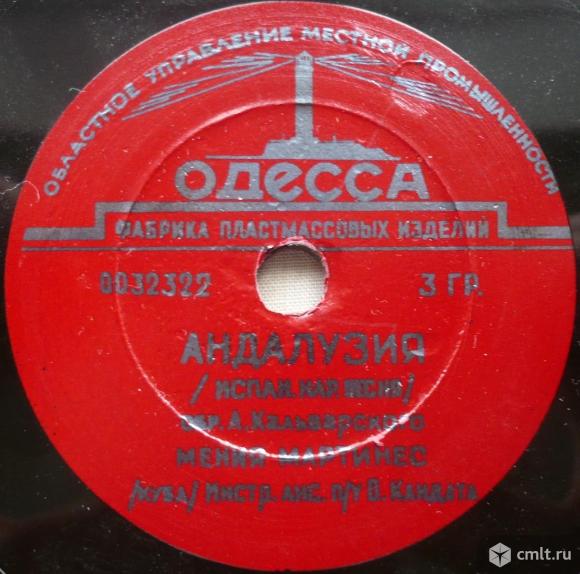 ОБЛАСТНОЕ УПРАВЛЕНИЕ МЕСТНОЙ ПРОМЫШЛЕННОСТИ
ОДЕССА
ФАБРИКА ПЛАСТМАССОВЫХ ИЗДЕЛИЙ
0032322 3 ГР.
АНДАЛУЗИЯ
/ ИСПАН. НАР. ПЕСНЯ/
ОБР. А. Кальварского
МЕНИЯ МАРТИНЕС
/КУБА/ Инстр. анс. п/у В. Кандата
cmlt.ru